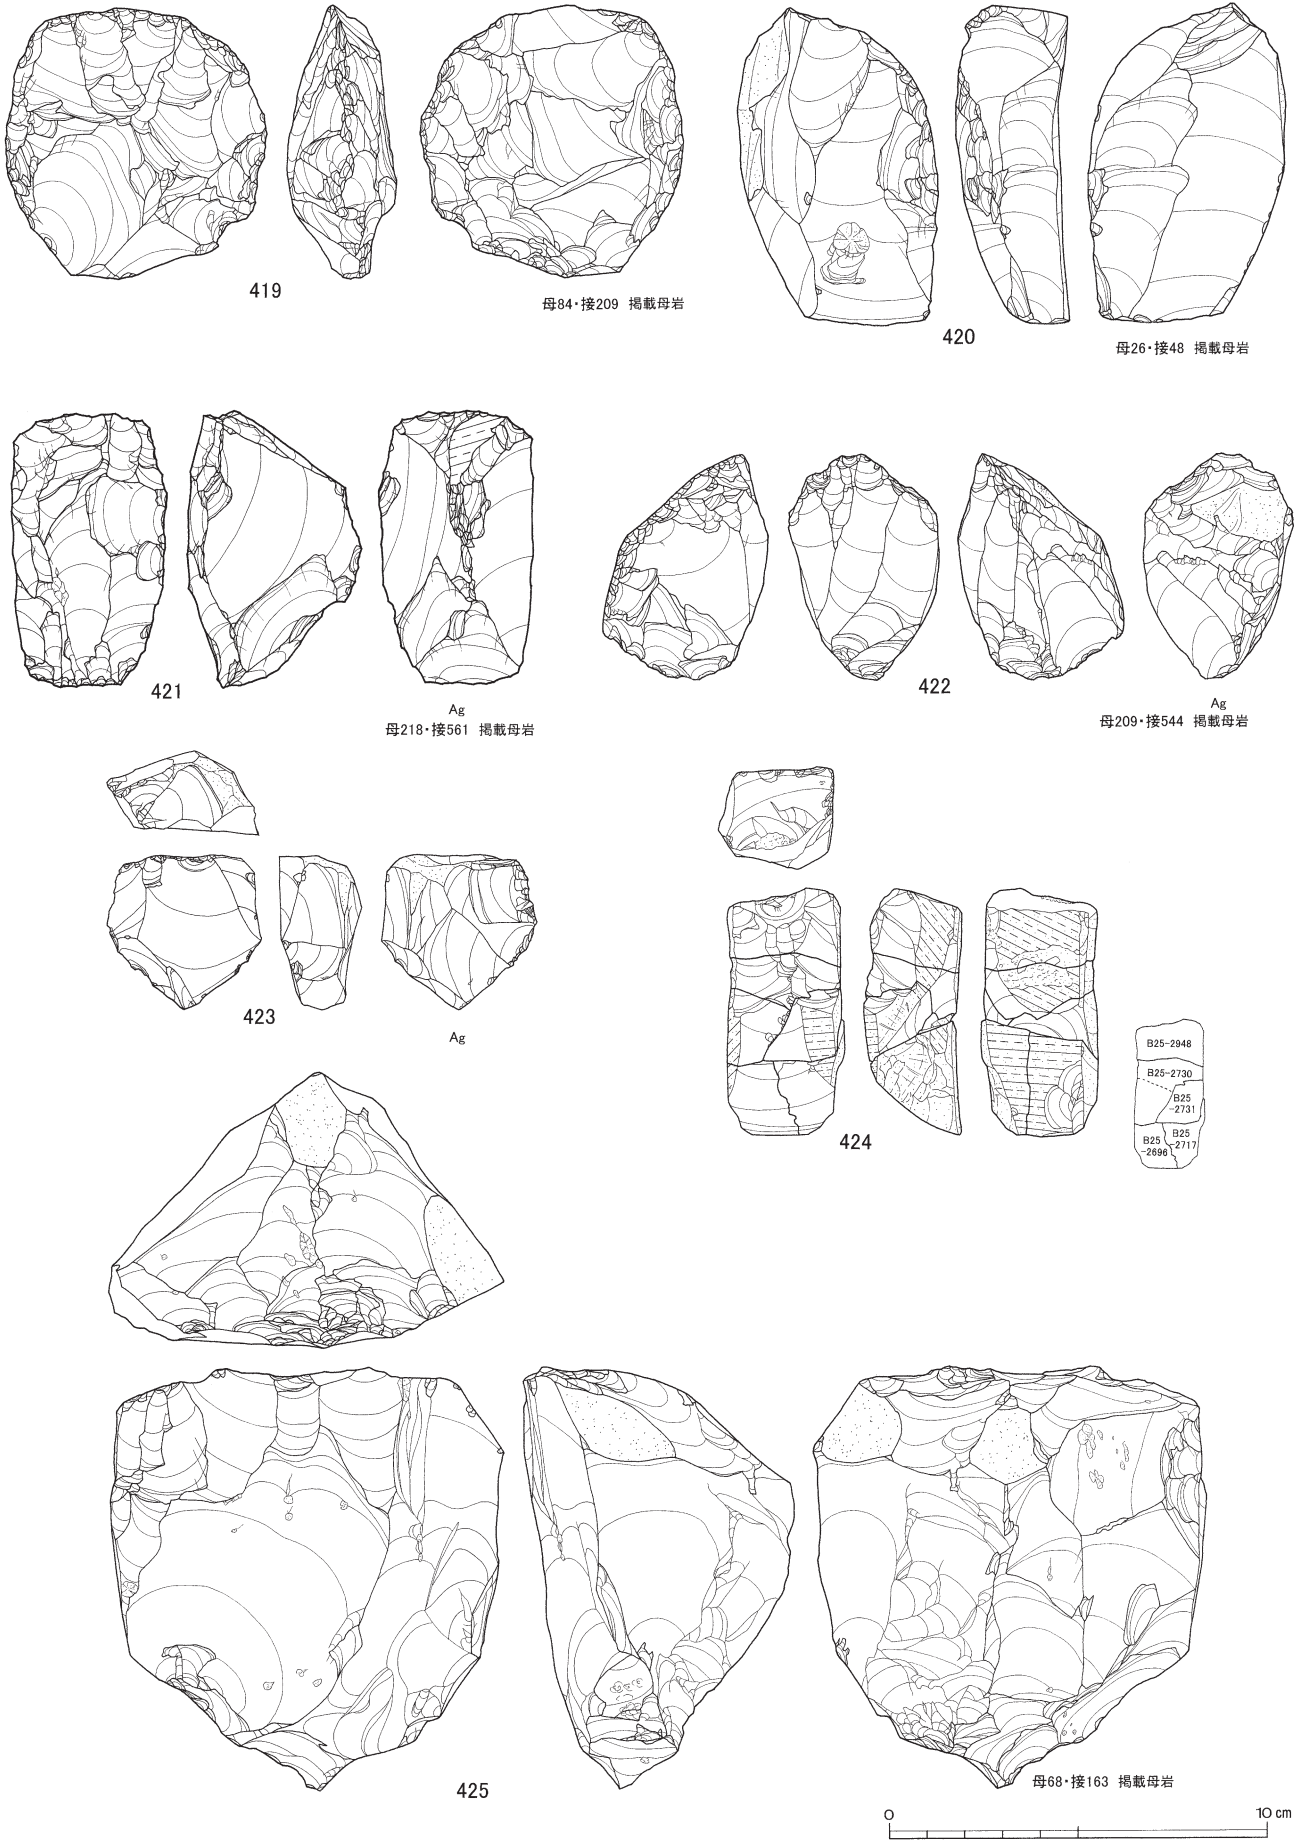 419
母84・接209 掲載母岩
420
母26・接48 掲載母岩
421
Ag
母218・接561 掲載母岩
422
Ag
母209・接544 掲載母岩
423
Ag
424
B25-2948
B25-2730
B25
-2731
B25
-2696
B25
-2717
425
母68・接163 掲載母岩
0 10 cm